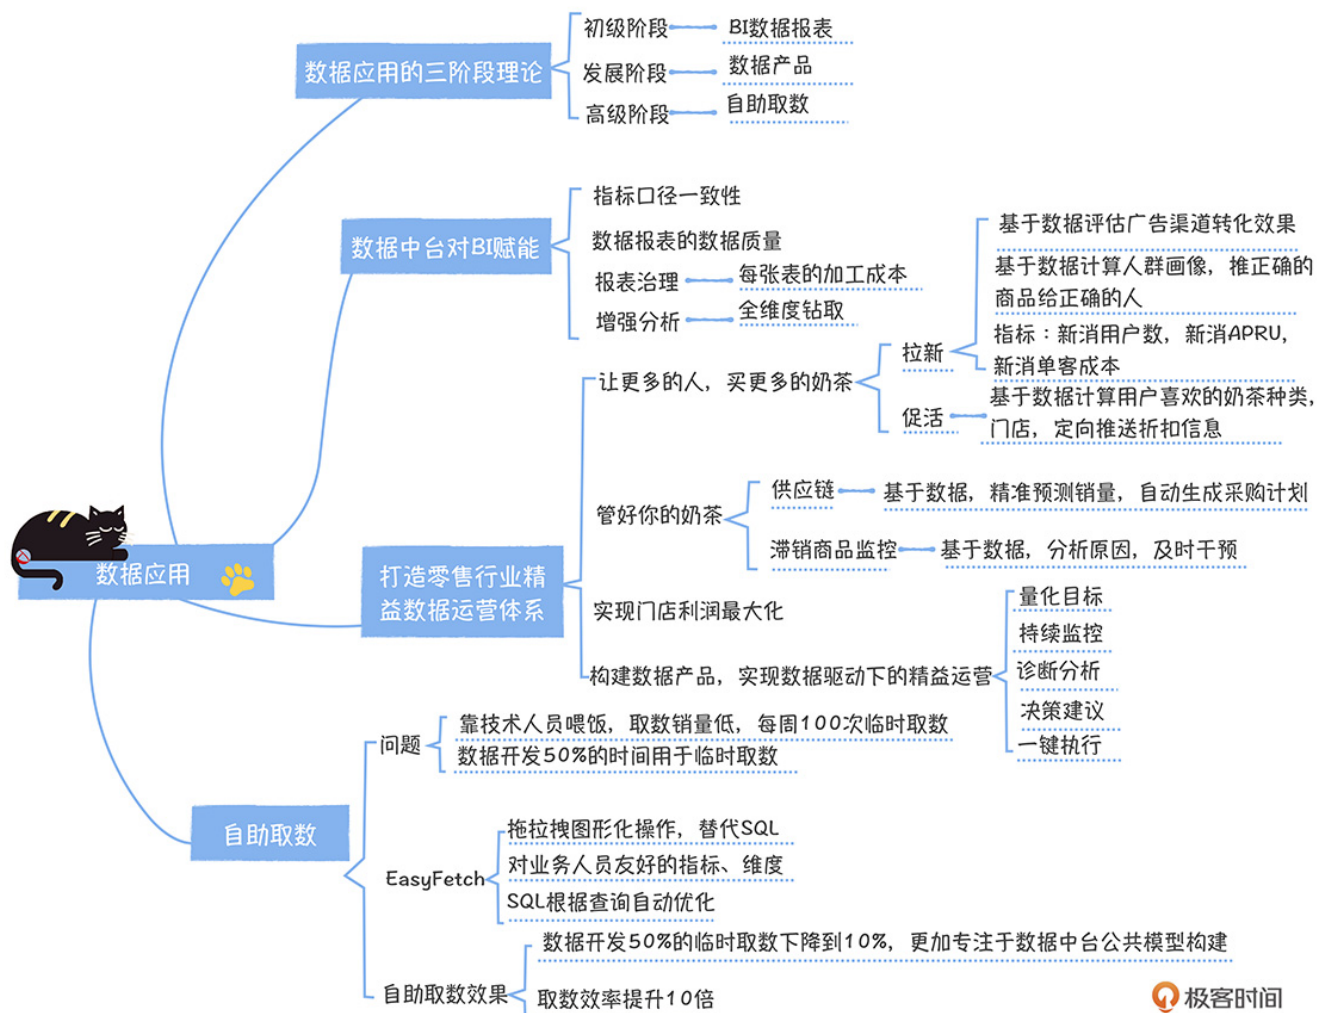 数据应用
数据应用的三阶段理论
初级阶段
BI数据报表
发展阶段
数据产品
高级阶段
自助取数
数据中台对BI赋能
指标口径一致性
数据报表的数据质量
报表治理
每张表的加工成本
增强分析
全维度钻取
打造零售行业精
益数据运营体系
让更多的人，买更多的奶茶
拉新
基于数据评估广告渠道转化效果
基于数据计算人群画像，推正确的
商品给正确的人
指标：新消用户数，新消APRU，
新消单客成本
促活
基于数据计算用户喜欢的奶茶种类，
门店，定向推送折扣信息
管好你的奶茶
供应链
基于数据，精准预测销量，自动生成采购计划
滞销商品监控
基于数据，分析原因，及时干预
实现门店利润最大化
构建数据产品，实现数据驱动下的精益运营
量化目标
持续监控
诊断分析
决策建议
一键执行
自助取数
问题
靠技术人员喂饭，取数销量低，每周100次临时取数
数据开发50%的时间用于临时取数
EasyFetch
拖拉拽图形化操作，替代SQL
对业务人员友好的指标、维度
SQL根据查询自动优化
自助取数效果
数据开发50%的临时取数下降到10%，更加专注于数据中台公共模型构建
取数效率提升10倍
极客时间